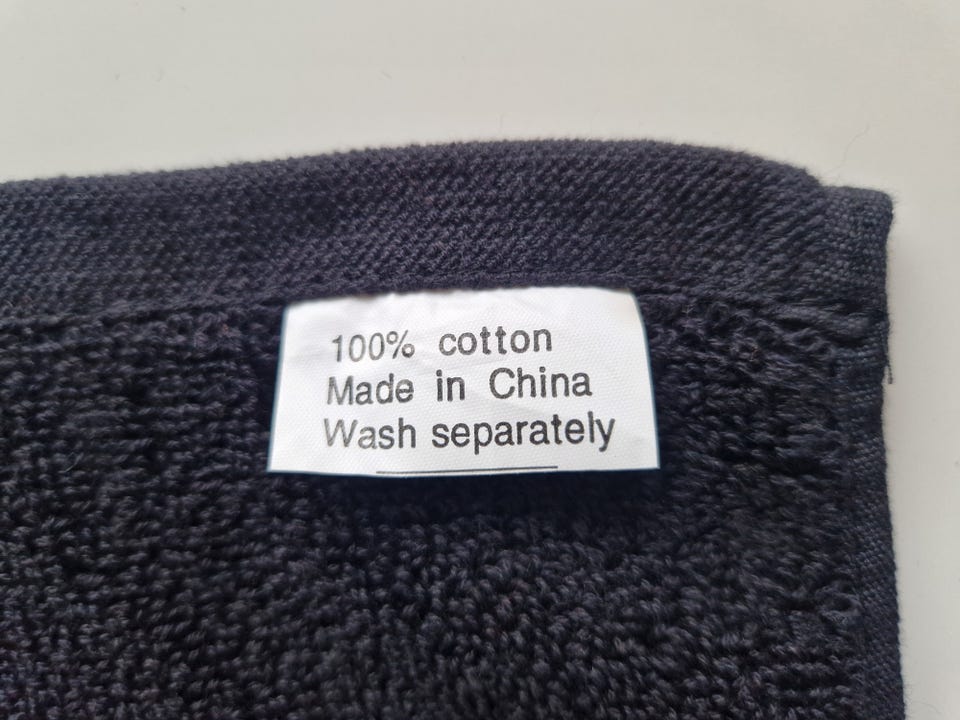 100% cotton
Made in China
Wash separately